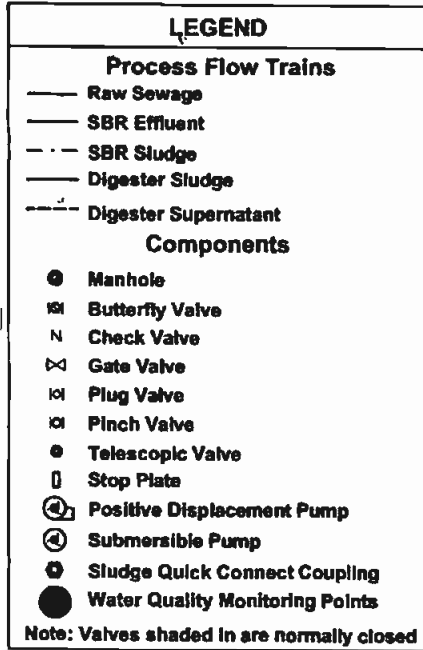 LEGEND
Process Flow Trains
Raw Sewage
SBR Effluent
SBR Sludge
Digester Sludge
Digester Supernatant
Components
Manhole
Butterfly Valve
N Check Valve
Gate Valve
Plug Valve
Pinch Valve
Telescopic Valve
Stop Plate
Positive Displacement Pump
Submersible Pump
Sludge Quick Connect Coupling
Water Quality Monitoring Points
Note: Valves shaded in are normally closed